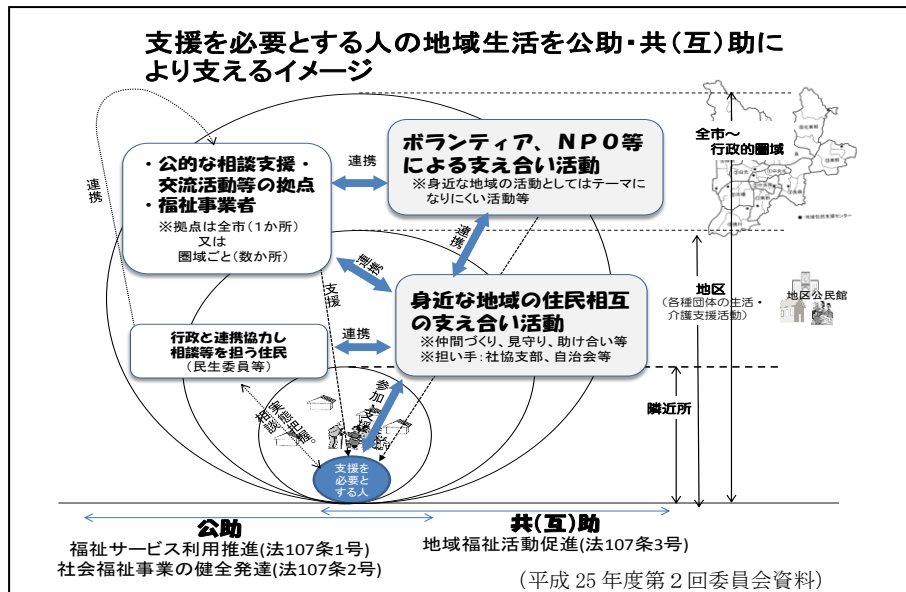 支援を必要とする人の地域生活を公助・共(互)助に
より支えるイメージ
全市～
行政的圏域
ボランティア、NPO等
による支え合い活動
※身近な地域の活動としてはテーマに
なりにくい活動等
・公的な相談支援・
交流活動等の拠点
・福祉事業者
※拠点は全市(1か所)
又は
圏域ごと(数か所)
連携
連携
連携
連携
支援
地区
(各種団体の生活・
介護支援活動)
地区公民館
身近な地域の住民相互
の支え合い活動
※仲間づくり、見守り、助け合い等
※担い手:社協支部、自治会等
行政と連携協力し
相談等を担う住民
(民生委員等)
連携
隣近所
参加・支援
実態把握。
相談
支援を
必要と
する人
公助
福祉サービス利用推進(法107条1号)
社会福祉事業の健全発達(法107条2号)
共(互)助
地域福祉活動促進(法107条3号)
(平成 25 年度第2回委員会資料)